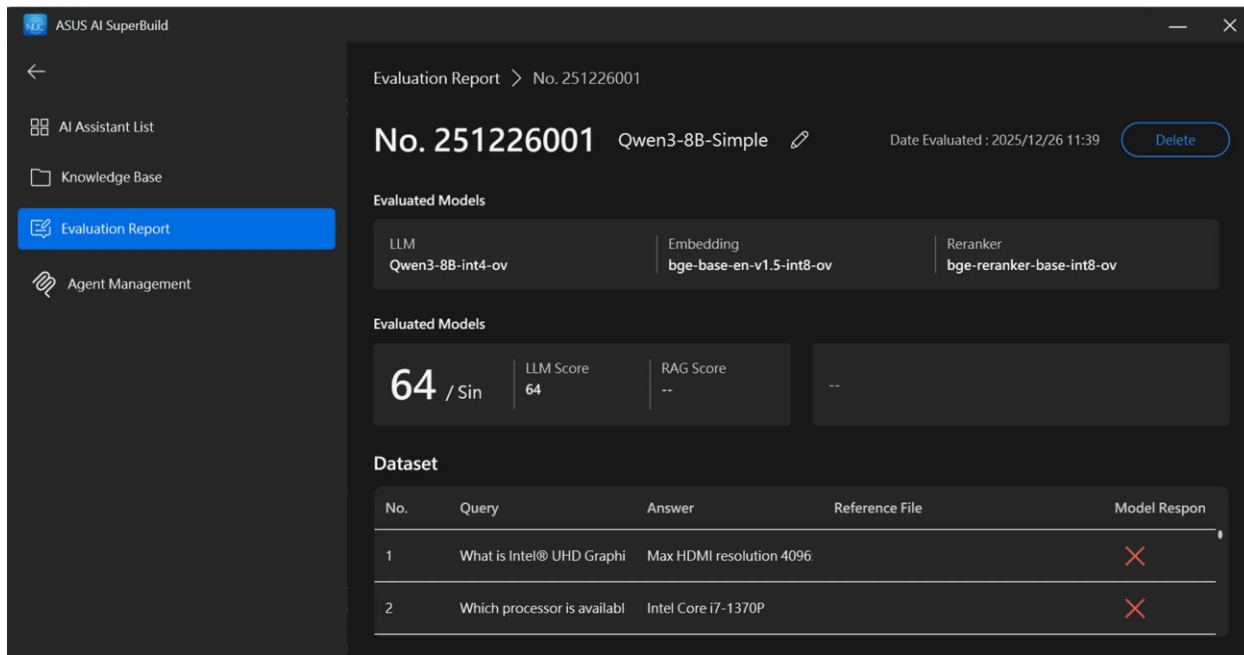 NUC ASUS AI SuperBuild
Evaluation Report > No. 251226001
AI Assistant List
Knowledge Base
Evaluation Report
Agent Management
No. 251226001 Qwen3-8B-Simple Date Evaluated : 2025/12/26 11:39 Delete
Evaluated Models
LLM Embedding Reranker
Qwen3-8B-int4-ov bge-base-en-v1.5-int8-ov bge-reranker-base-int8-ov
Evaluated Models
64 / Sin LLM Score RAG Score
64 -- --
Dataset
No. Query Answer Reference File Model Respon
1 What is Intel® UHD Graphi Max HDMI resolution 4096:
2 Which processor is availabl Intel Core i7-1370P